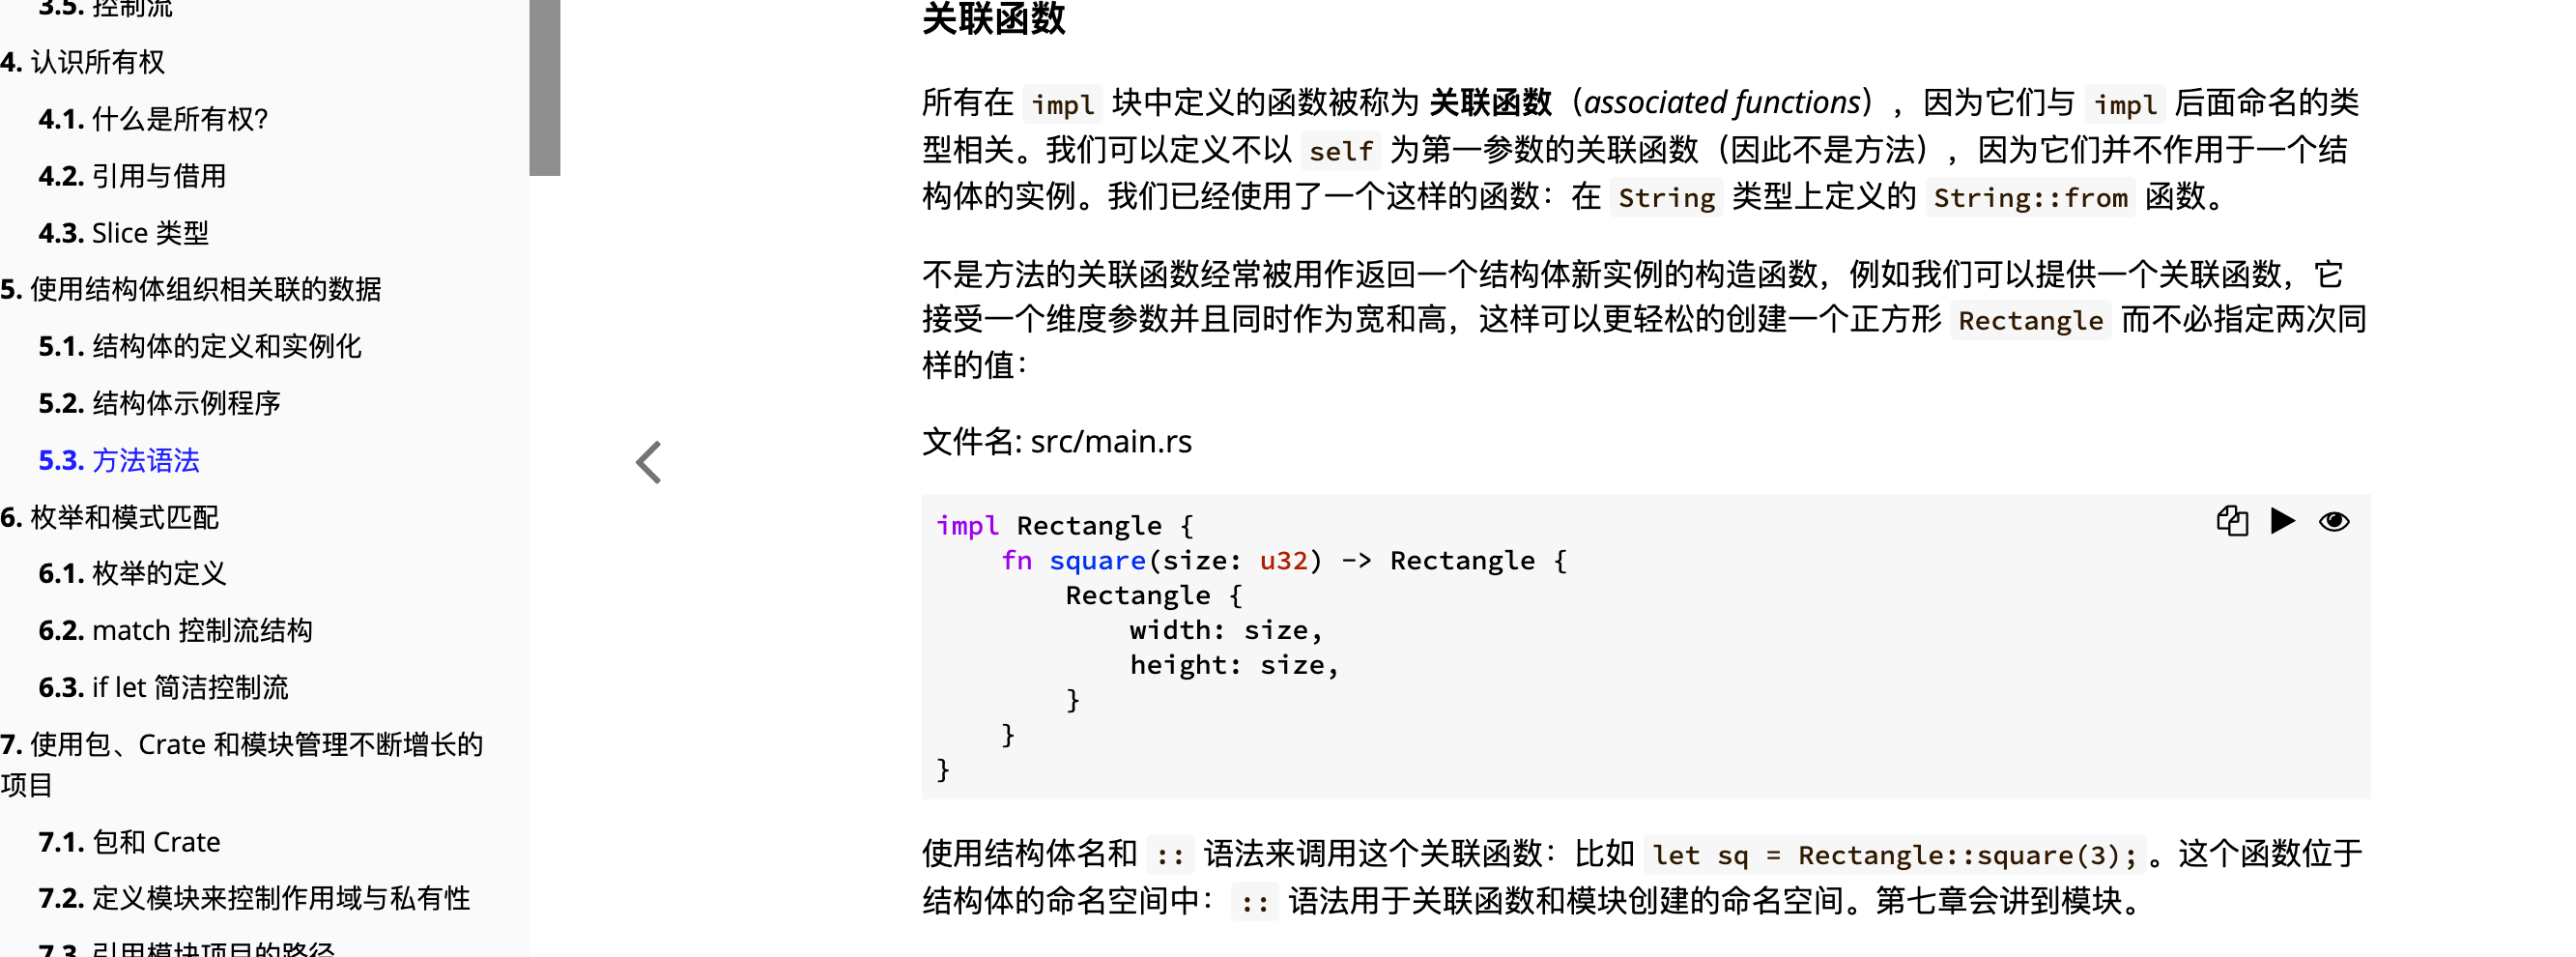 3.5. 控制流
4. 认识所有权
4.1. 什么是所有权?
4.2. 引用与借用
4.3. Slice 类型
5. 使用结构体组织相关联的数据
5.1. 结构体的定义和实例化
5.2. 结构体示例程序
5.3. 方法语法
6. 枚举和模式匹配
6.1. 枚举的定义
6.2. match 控制流结构
6.3. if let 简洁控制流
7. 使用包、Crate 和模块管理不断增长的
项目
7.1. 包和 Crate
7.2. 定义模块来控制作用域与私有性
7.3. 引用模块项目的路径
关联函数
所有在 impl 块中定义的函数被称为 关联函数（associated functions），因为它们与 impl 后面命名的类
型相关。我们可以定义不以 self 为第一参数的关联函数（因此不是方法），因为它们并不作用于一个结
构体的实例。我们已经使用了一个这样的函数：在 String 类型上定义的 String::from 函数。
不是方法的关联函数经常被用作返回一个结构体新实例的构造函数，例如我们可以提供一个关联函数，它
接受一个维度参数并且同时作为宽和高，这样可以更轻松的创建一个正方形 Rectangle 而不必指定两次同
样的值：
文件名: src/main.rs
impl Rectangle {
    fn square(size: u32) -> Rectangle {
        Rectangle {
            width: size,
            height: size,
        }
    }
}
使用结构体名和 :: 语法来调用这个关联函数：比如 let sq = Rectangle::square(3); 。这个函数位于
结构体的命名空间中： :: 语法用于关联函数和模块创建的命名空间。第七章会讲到模块。